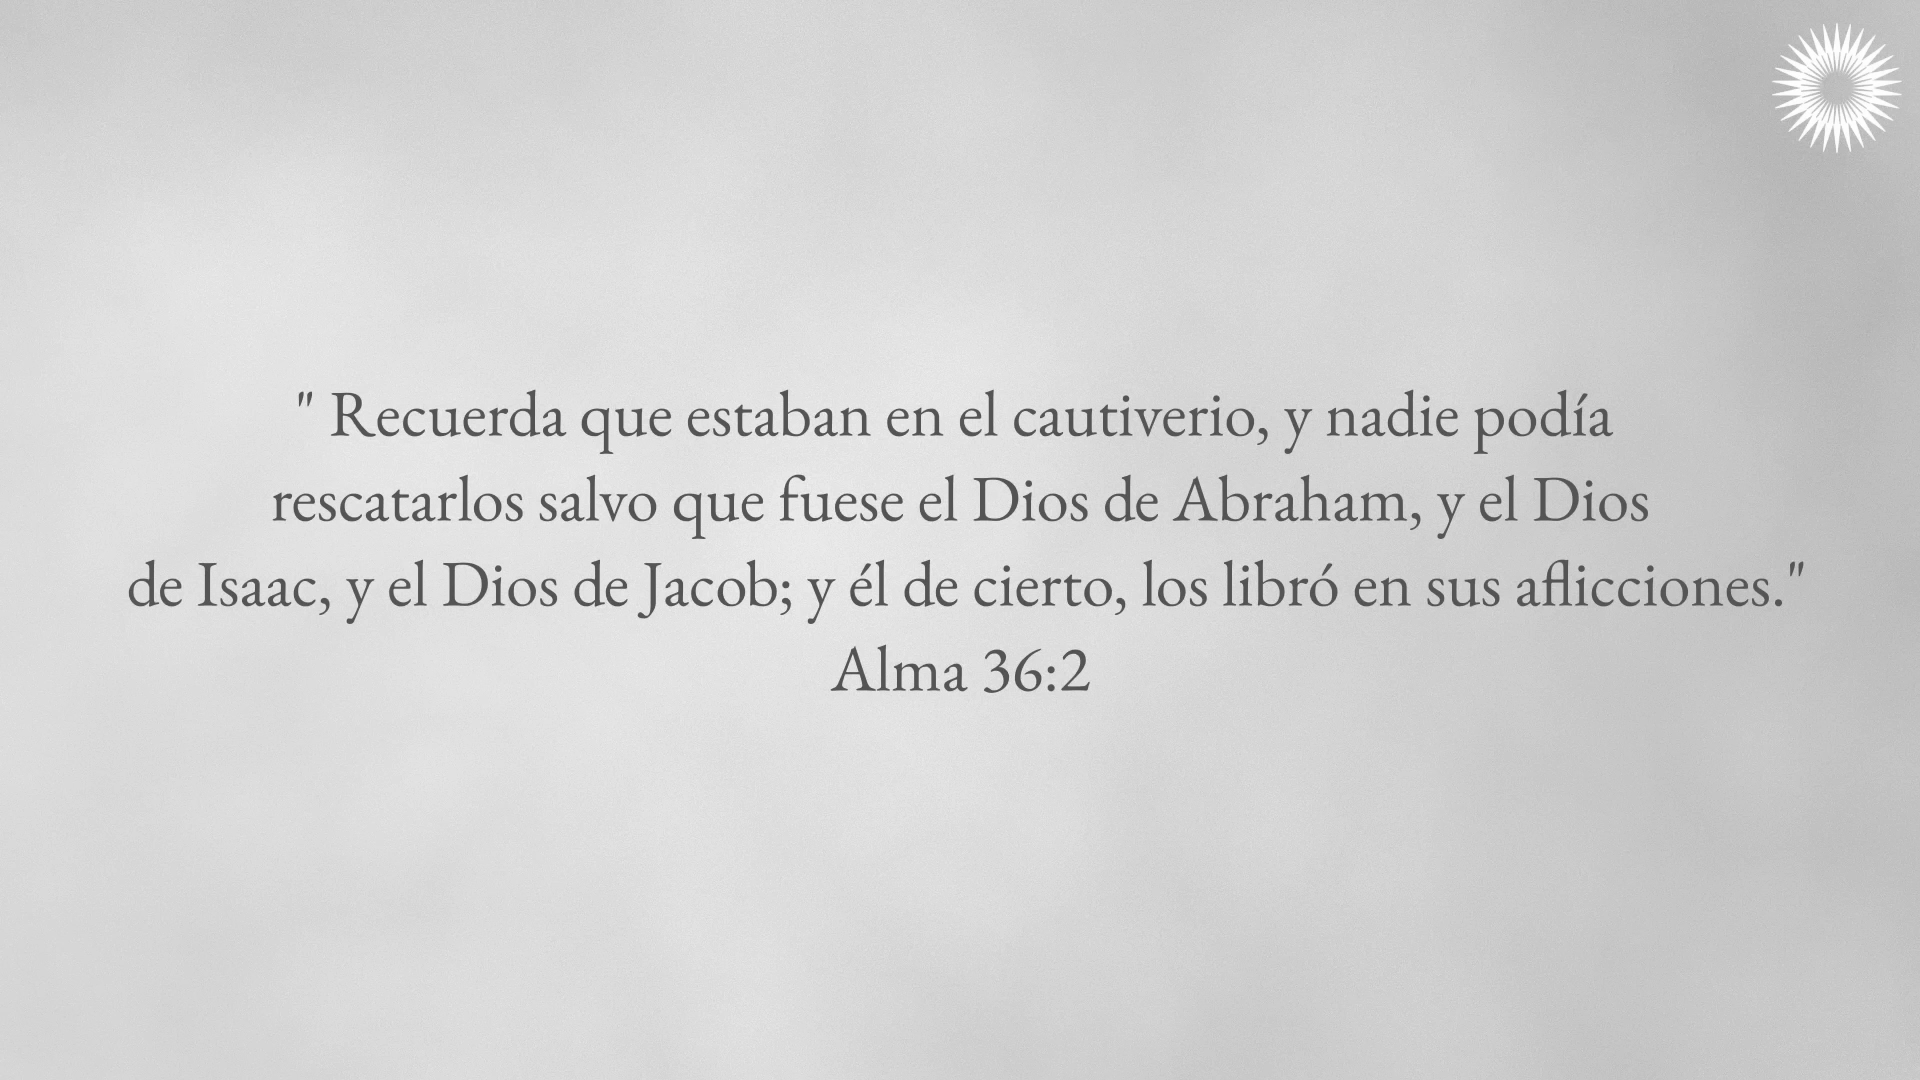 " Recuerda que estaban en el cautiverio, y nadie podía
rescatarlos salvo que fuese el Dios de Abraham, y el Dios
de Isaac, y el Dios de Jacob; y él de cierto, los libró en sus aflicciones."
Alma 36:2